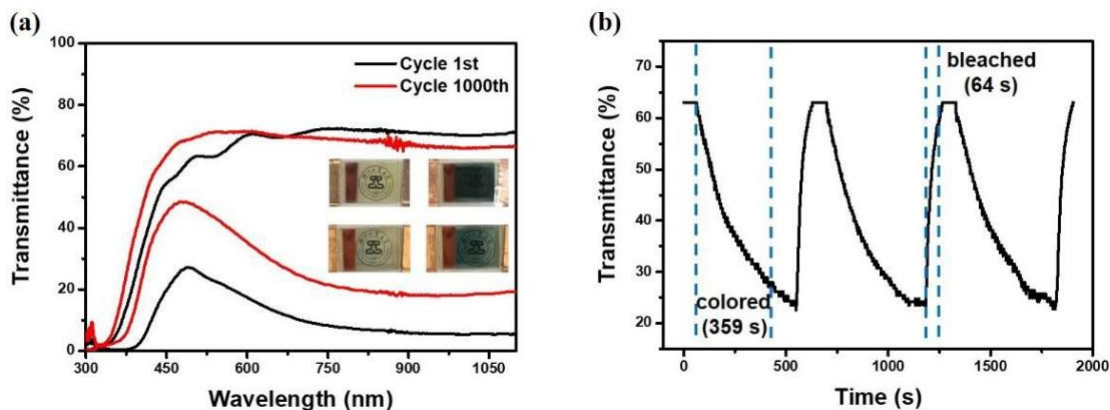 (a)
100
80
60
40
20
0
Transmittance (%)
Cycle 1st
Cycle 1000th
300 450 600 750 900 1050
Wavelength (nm)
(b)
70
60
50
40
30
20
Transmittance (%)
bleached
(64 s)
colored
(359 s)
0 500 1000 1500 2000
Time (s)